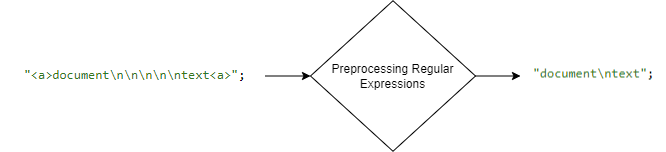 "<a>document\n\n\n\n\ntext<a>";
Preprocessing Regular
Expressions
"document\ntext";